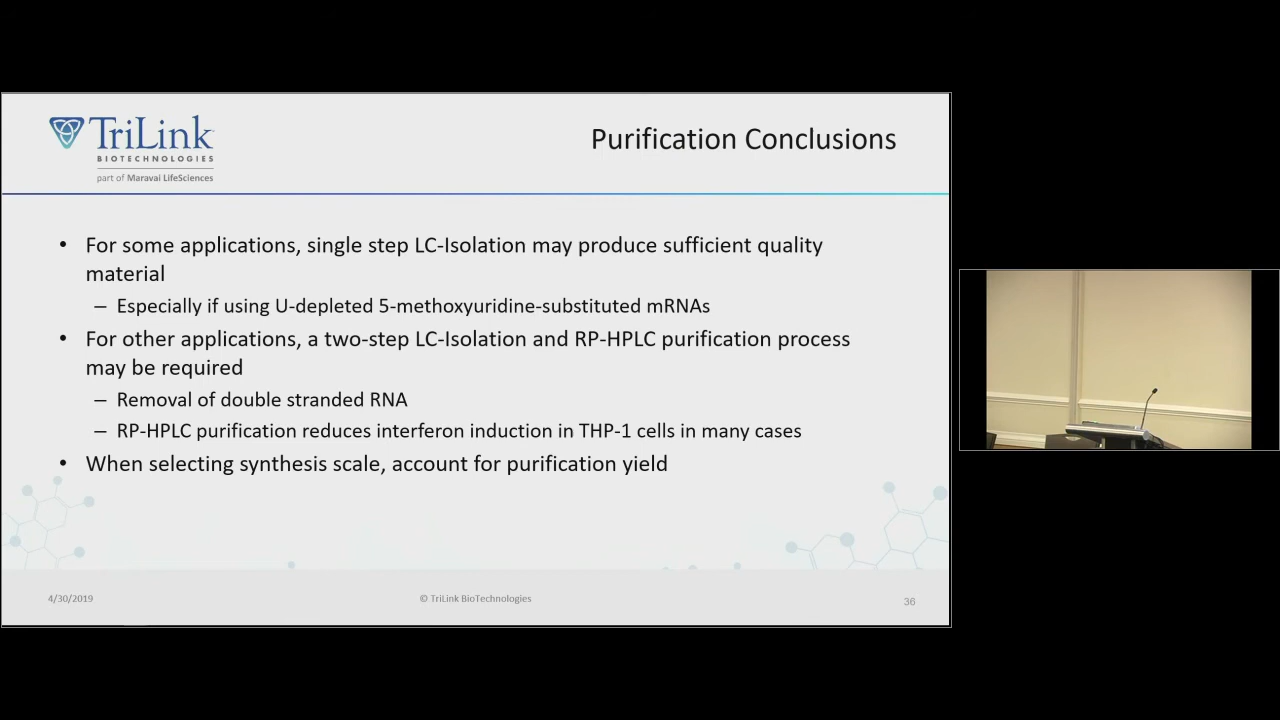 TriLink
BIOTECHNOLOGIES
part of Maravai LifeSciences
Purification Conclusions
• For some applications, single step LC-Isolation may produce sufficient quality
material
– Especially if using U-depleted 5-methoxyuridine-substituted mRNAs
• For other applications, a two-step LC-Isolation and RP-HPLC purification process
may be required
– Removal of double stranded RNA
– RP-HPLC purification reduces interferon induction in THP-1 cells in many cases
• When selecting synthesis scale, account for purification yield
4/30/2019
© TriLink BioTechnologies
36